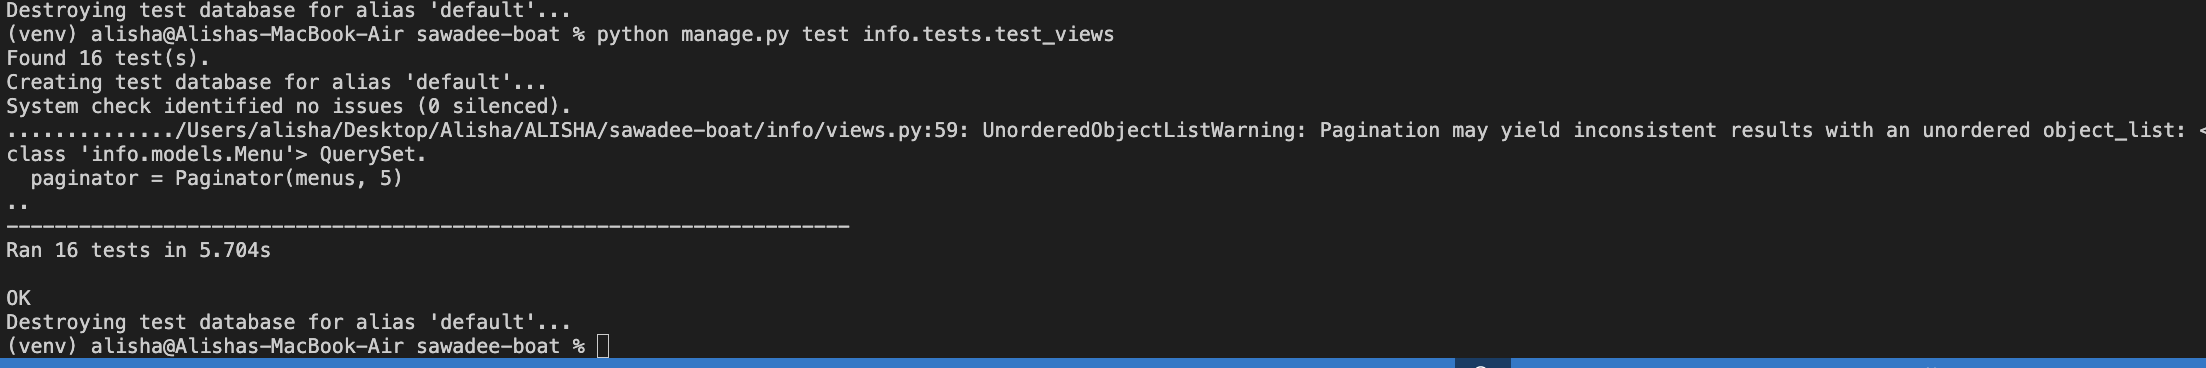 Destroying test database for alias 'default'...
(venv) alisha@Alishas-MacBook-Air sawadee-boat % python manage.py test info.tests.test_views
Found 16 test(s).
Creating test database for alias 'default'...
System check identified no issues (0 silenced).
............../Users/alisha/Desktop/Alisha/ALISHA/sawadee-boat/info/views.py:59: UnorderedObjectListWarning: Pagination may yield inconsistent results with an unordered object_list: <
class 'info.models.Menu'> QuerySet.
  paginator = Paginator(menus, 5)
..
----------------------------------------------------------------------
Ran 16 tests in 5.704s

OK
Destroying test database for alias 'default'...
(venv) alisha@Alishas-MacBook-Air sawadee-boat %